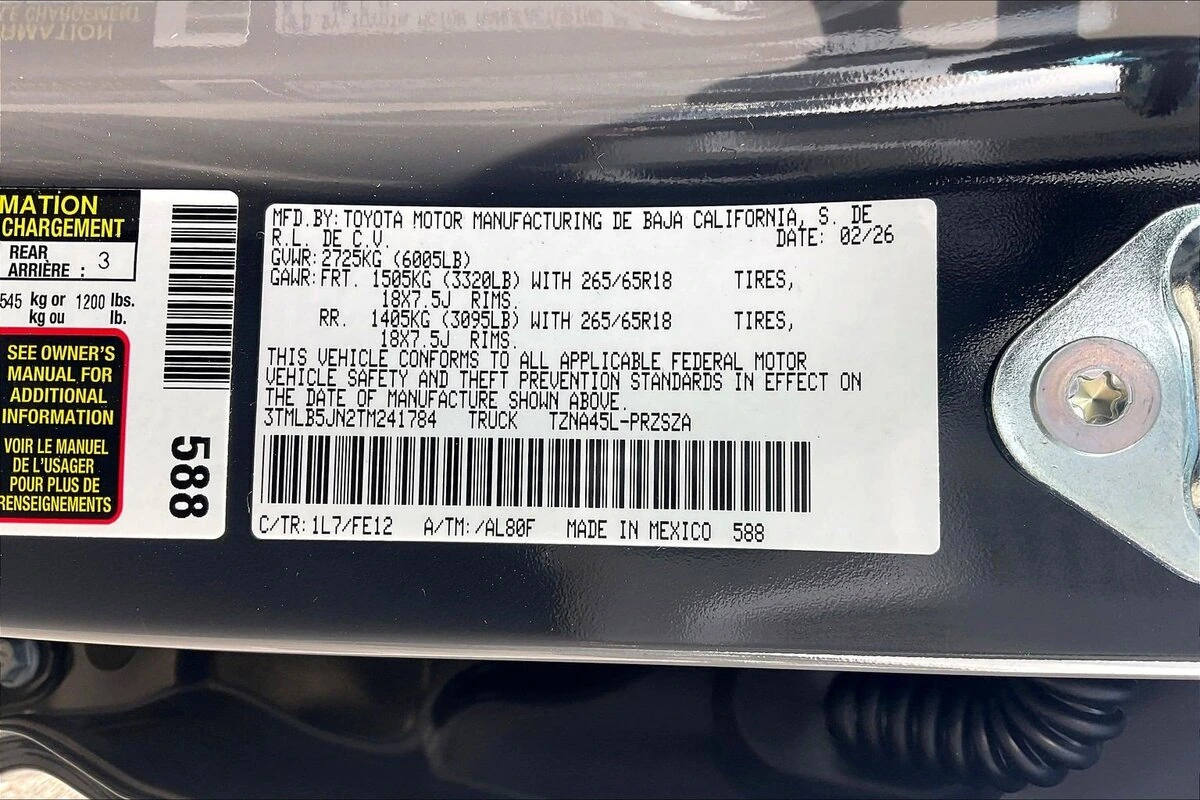 MATION
CHARGEMENT
REAR
ARRIÈRE : 3
545 kg or 1200 lbs.
kg ou lb.
SEE OWNER'S
MANUAL FOR
ADDITIONAL
INFORMATION
VOIR LE MANUEL
DE L'USAGER
POUR PLUS DE
RENSEIGNEMENTS
588
MFD.BY:TOYOTA MOTOR MANUFACTURING DE BAJA CALIFORNIA, S. DE
R.L. DE C.V. DATE: 02/26
GVWR:2725KG (6005LB)
GAWR:FRT. 1505KG (3320LB) WITH 265/65R18 TIRES,
18X7.5J RIMS.
RR. 1405KG (3095LB) WITH 265/65R18 TIRES,
18X7.5J RIMS.
THIS VEHICLE CONFORMS TO ALL APPLICABLE FEDERAL MOTOR
VEHICLE SAFETY AND THEFT PREVENTION STANDARDS IN EFFECT ON
THE DATE OF MANUFACTURE SHOWN ABOVE.
3TMLB5JN2TM241784 TRUCK TZNA45L-PRZSZA
C/TR:1L7/FE12 A/TM:/AL80F MADE IN MEXICO 588